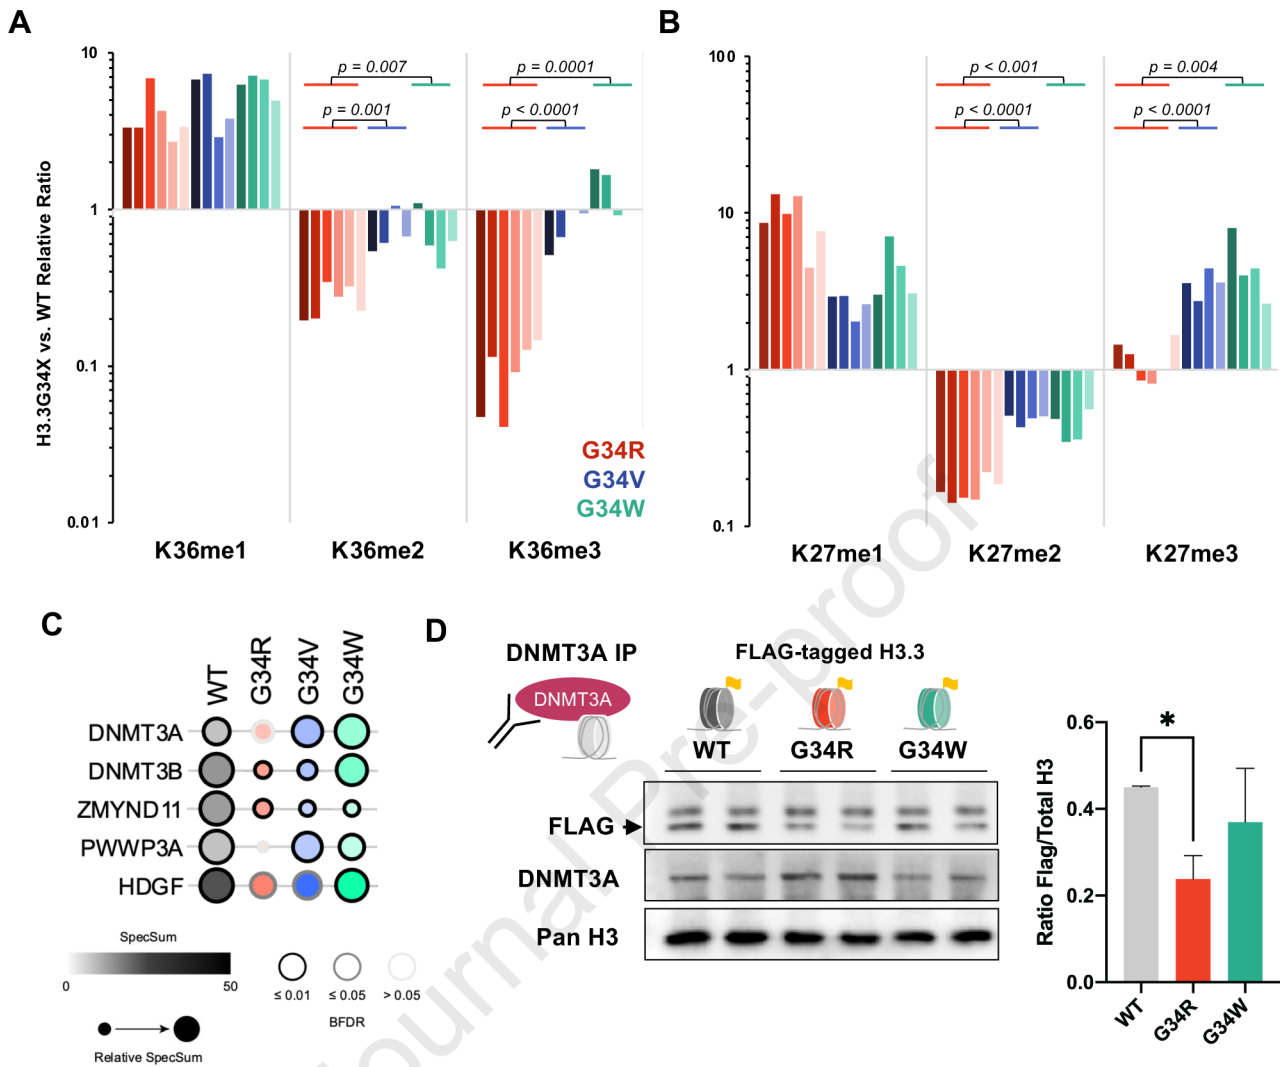 A
H3.3G34X vs. WT Relative Ratio
10
1
0.1
0.01
p = 0.007
p = 0.001
p = 0.0001
p < 0.0001
G34R
G34V
G34W
K36me1
K36me2
K36me3
B
100
10
1
1
0.1
p < 0.001
p < 0.0001
p = 0.004
p < 0.0001
K27me1
K27me2
K27me3
C
WT
G34R
G34V
G34W
DNMT3A
DNMT3B
ZMYND11
PWWP3A
HDGF
SpecSum
0
50
≤ 0.01
≤ 0.05
> 0.05
BFDR
Relative SpecSum
D
DNMT3A IP
FLAG-tagged H3.3
DNMT3A
WT
G34R
G34W
FLAG
DNMT3A
Pan H3
Ratio Flag/Total H3
0.6
0.4
0.2
0.0
*
WT
G34R
G34W
Journal Pre-proof